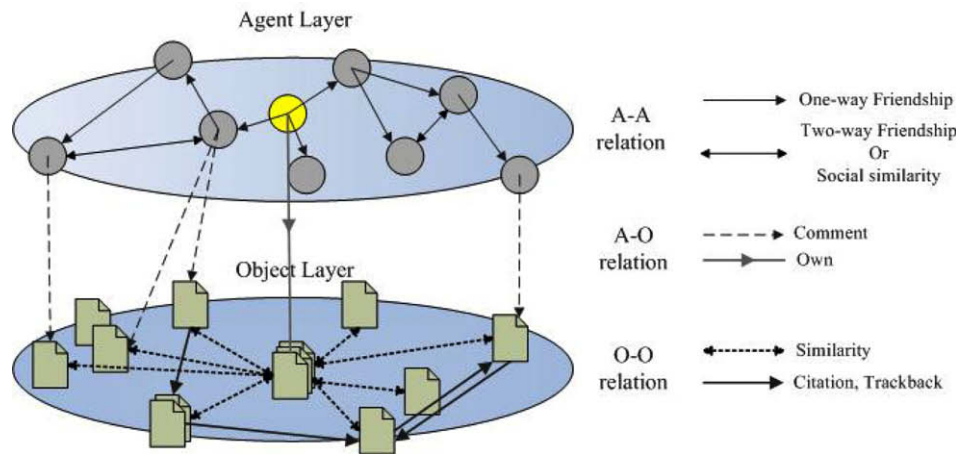 Agent Layer
A-A
relation
One-way Friendship
Two-way Friendship
Or
Social similarity
A-O
relation
Comment
Own
Object Layer
O-O
relation
Similarity
Citation, Trackback